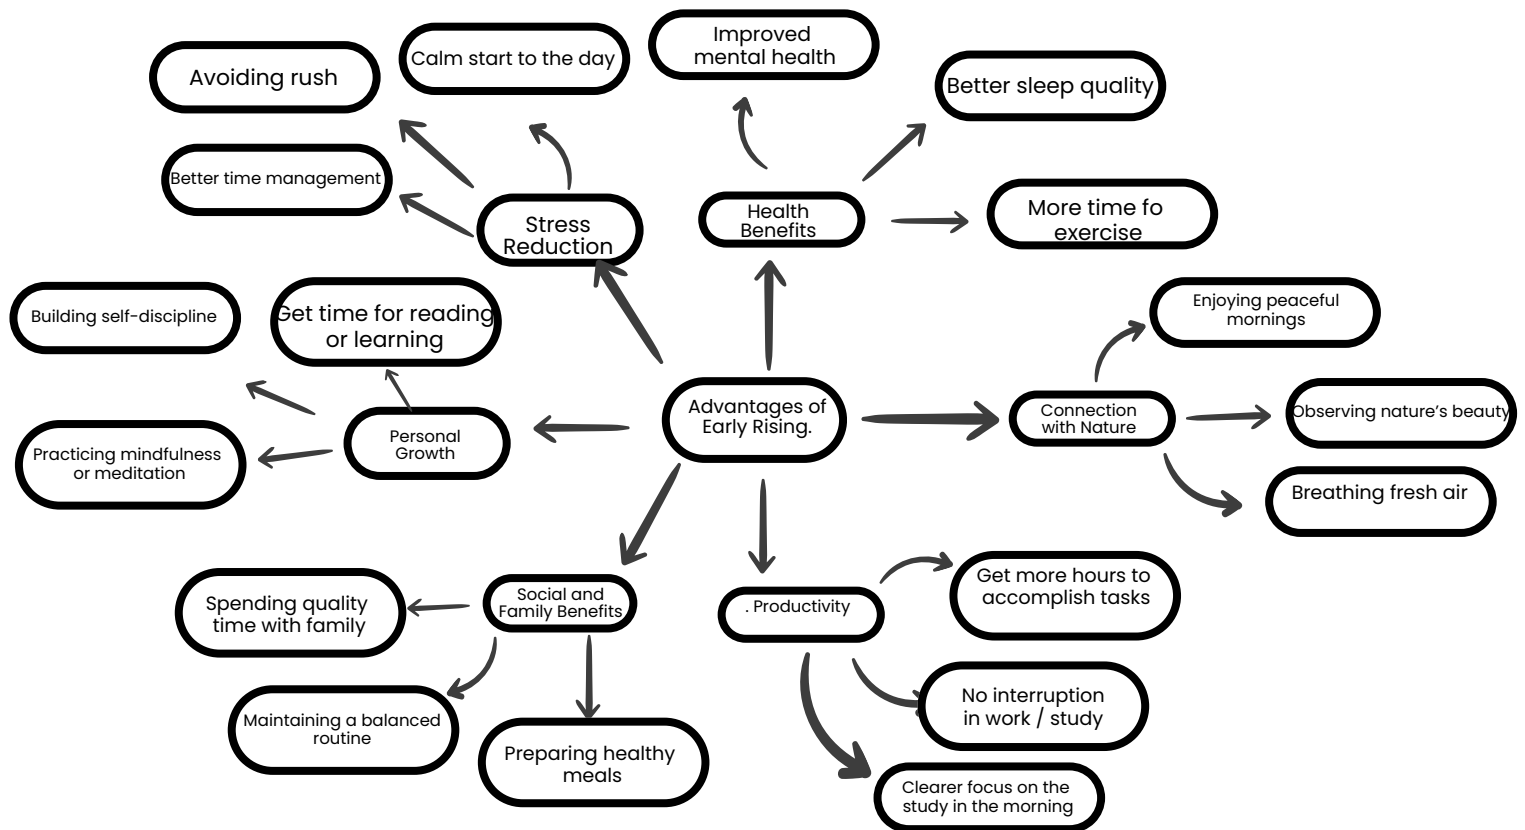 Improved
mental health
Calm start to the day
Avoiding rush
Better sleep quality
Better time management
More time fo
exercise
Health
Benefits
Stress
Reduction
Enjoying peaceful
mornings
Building self-discipline
Get time for reading
or learning
Advantages of
Early Rising.
Connection
with Nature
Observing nature's beauty
Personal
Growth
Practicing mindfulness
or meditation
Breathing fresh air
Get more hours to
accomplish tasks
Social and
Family Benefits
. Productivity
Spending quality
time with family
No interruption
in work / study
Maintaining a balanced
routine
Preparing healthy
meals
Clearer focus on the
study in the morning